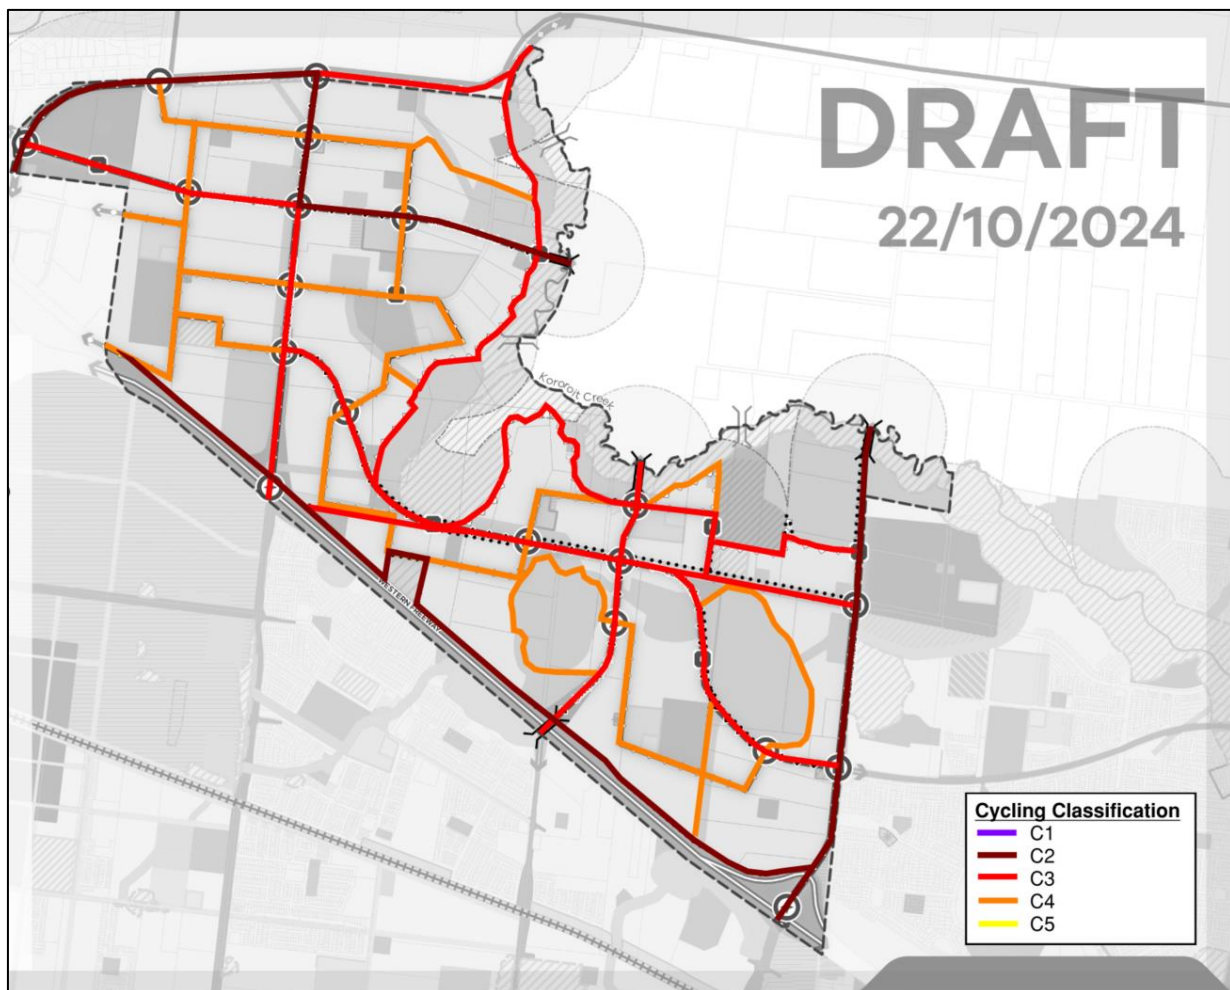 DRAFT
22/10/2024
Kororoit Creek
WESTERN FREEWAY
Cycling Classification
C1
C2
C3
C4
C5